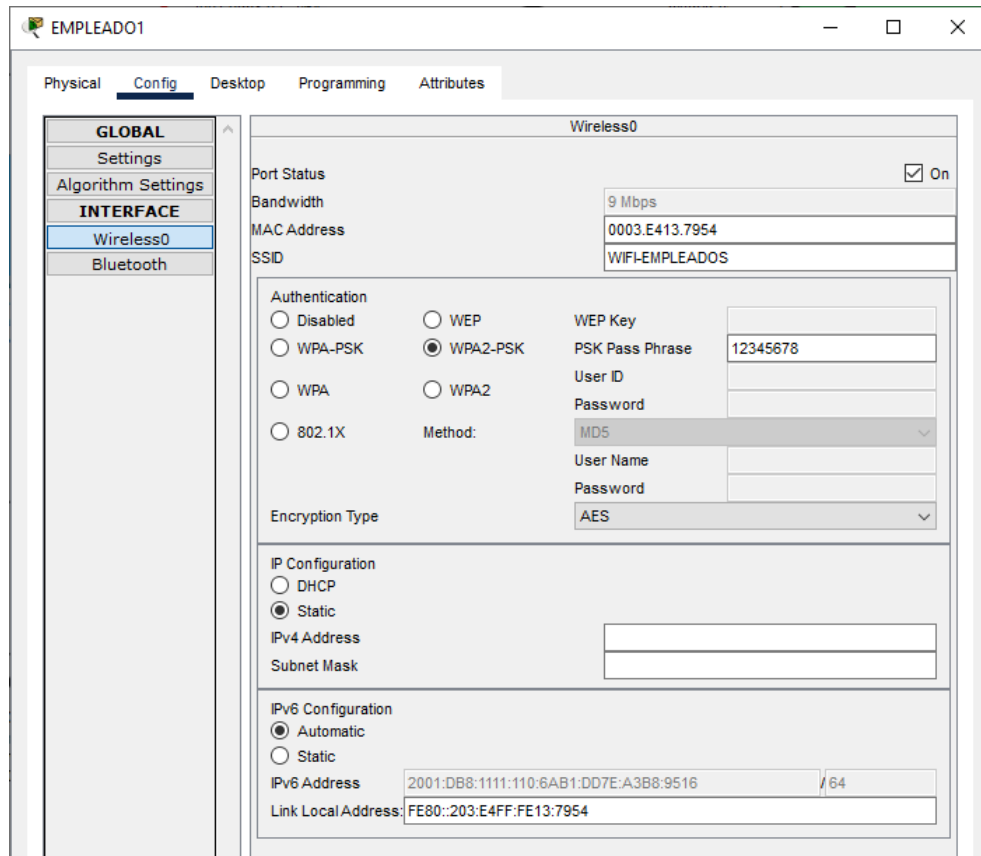 EMPLEADO1
Physical Config Desktop Programming Attributes
GLOBAL
Settings
Algorithm Settings
INTERFACE
Wireless0
Bluetooth
Wireless0
Port Status On
Bandwidth 9 Mbps
MAC Address 0003.E413.7954
SSID WIFI-EMPLEADOS
Authentication
Disabled WEP WEP Key
WPA-PSK WPA2-PSK PSK Pass Phrase 12345678
User ID
WPA WPA2
Password
802.1X Method: MD5
User Name
Password
Encryption Type AES
IP Configuration
DHCP
Static
IPv4 Address
Subnet Mask
IPv6 Configuration
Automatic
Static
IPv6 Address 2001:DB8:1111:110:6AB1:DD7E:A3B8:9516 / 64
Link Local Address: FE80::203:E4FF:FE13:7954